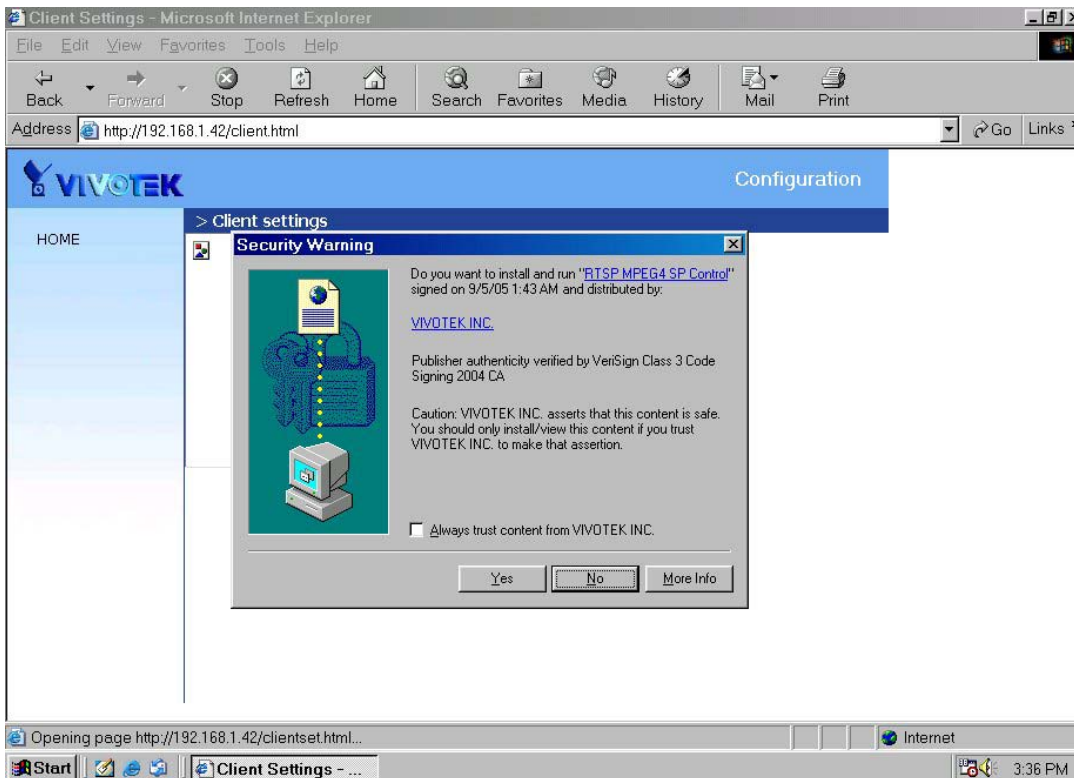 Client Settings - Microsoft Internet Explorer
File Edit View Favorites Tools Help
Back Forward Stop Refresh Home Search Favorites Media History Mail Print
Address http://192.168.1.42/client.html Go Links
VIVOTEK
Configuration
HOME
> Client settings
Security Warning
Do you want to install and run "RTSP MPEG4 SP Control"
signed on 9/5/05 1:43 AM and distributed by:
VIVOTEK INC.
Publisher authenticity verified by VeriSign Class 3 Code
Signing 2004 CA
Caution: VIVOTEK INC. asserts that this content is safe.
You should only install/view this content if you trust
VIVOTEK INC. to make that assertion.
Always trust content from VIVOTEK INC.
Yes No More Info
Opening page http://192.168.1.42/clientset.html...
Internet
Start Client Settings - ... 3:36 PM